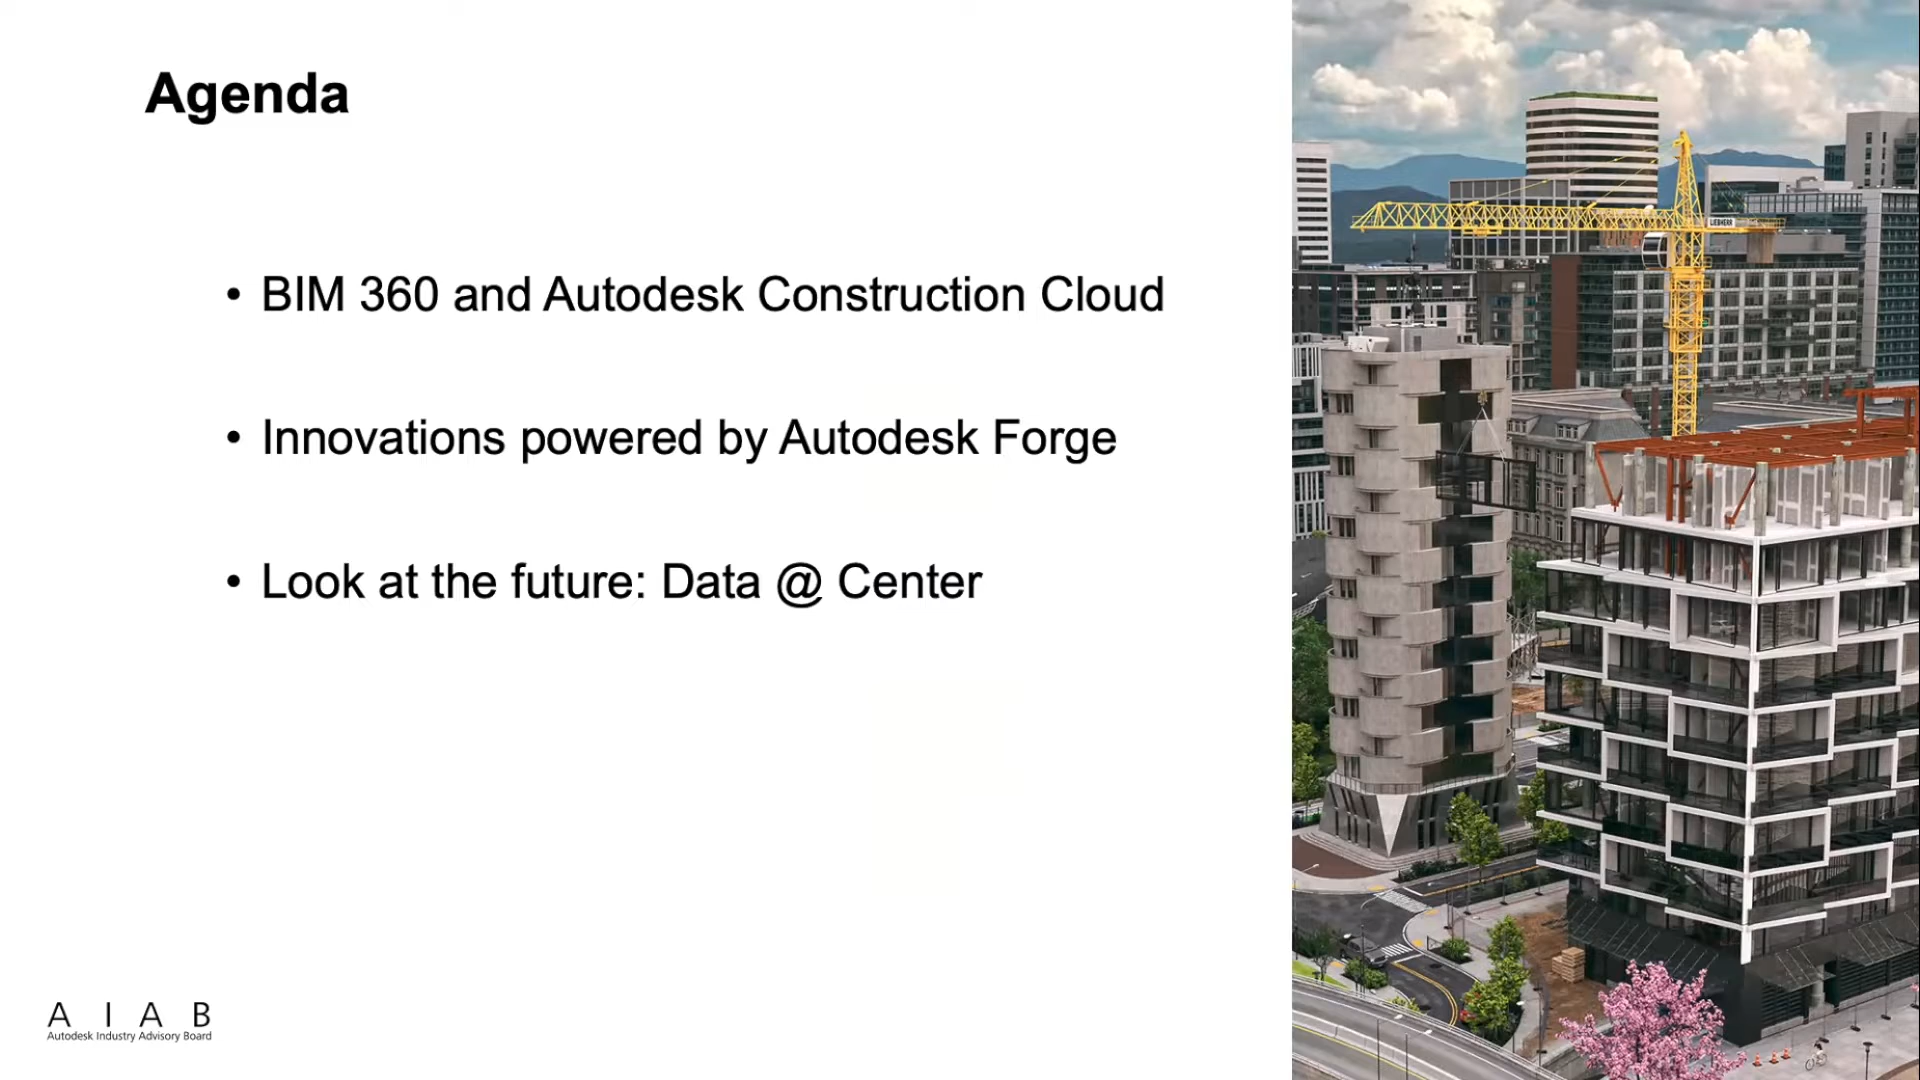 Agenda
• BIM 360 and Autodesk Construction Cloud
• Innovations powered by Autodesk Forge
• Look at the future: Data @ Center
A I A B
Autodesk Industry Advisory Board
LIEBHERR